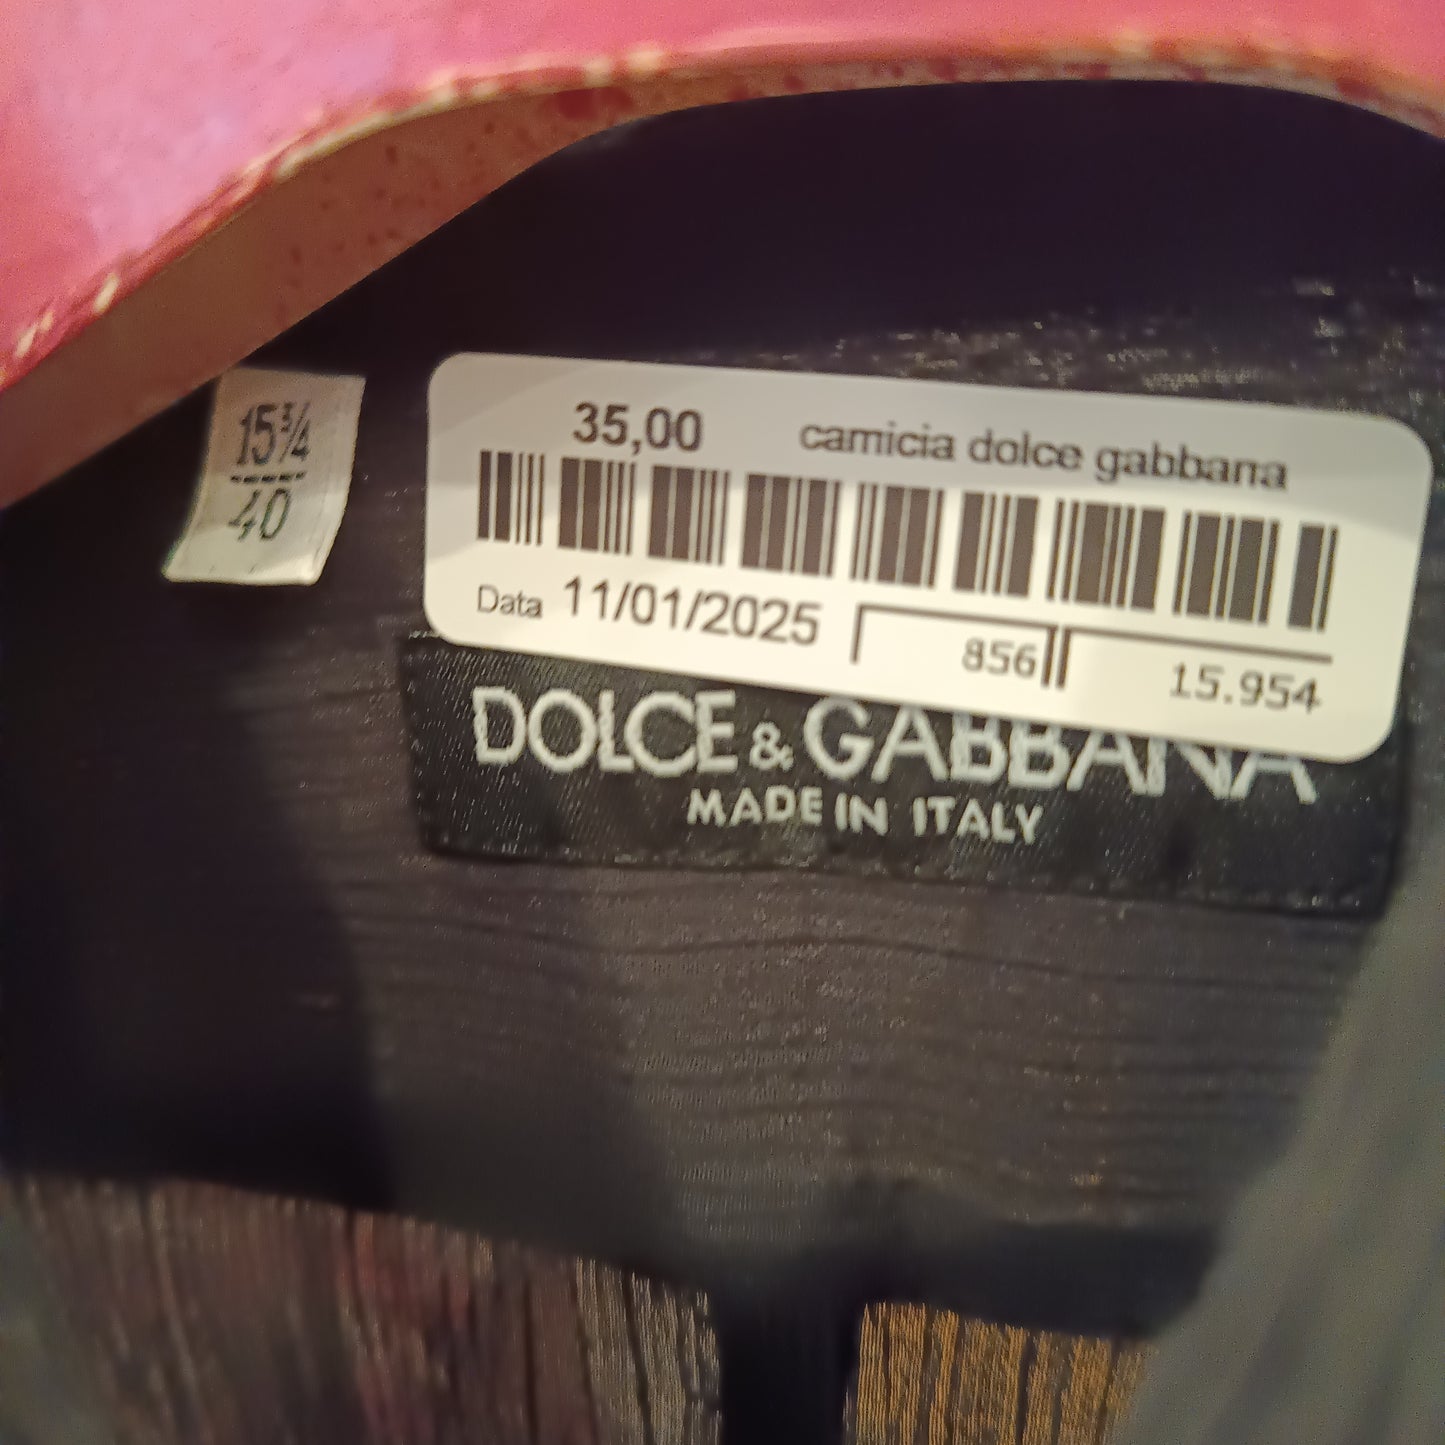 15¾
40
35,00 camicia dolce gabbana
Data 11/01/2025 856 15.954
DOLCE & GABBANA
MADE IN ITALY